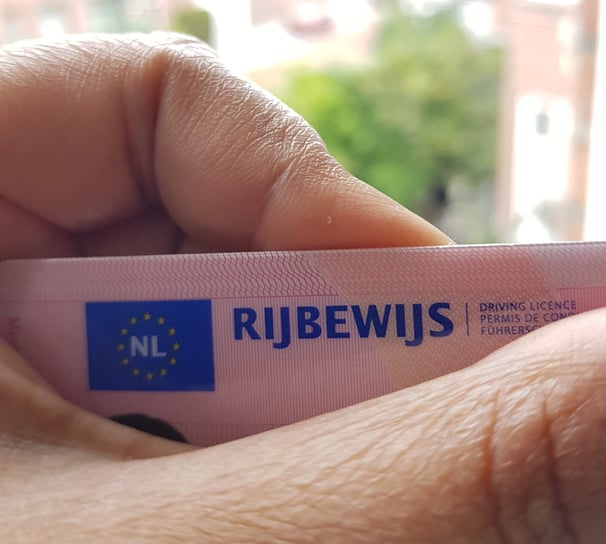 NL
RIJBEWIJS
DRIVING LICENCE
PERMIS DE